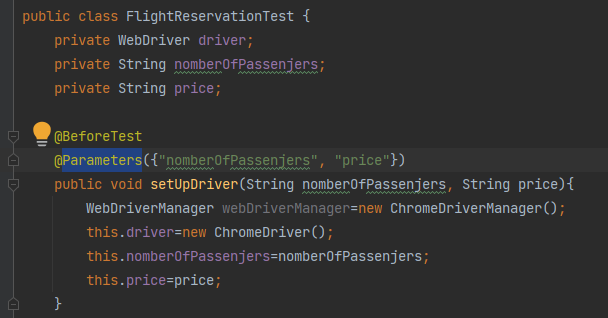 public class FlightReservationTest {
private WebDriver driver;
private String nomberOfPassenjers;
private String price;
@BeforeTest
@Parameters({"nomberOfPassenjers", "price"})
public void setUpDriver(String nomberOfPassenjers, String price){
WebDriverManager webDriverManager=new ChromeDriverManager();
this.driver=new ChromeDriver();
this.nomberOfPassenjers=nomberOfPassenjers;
this.price=price;
}